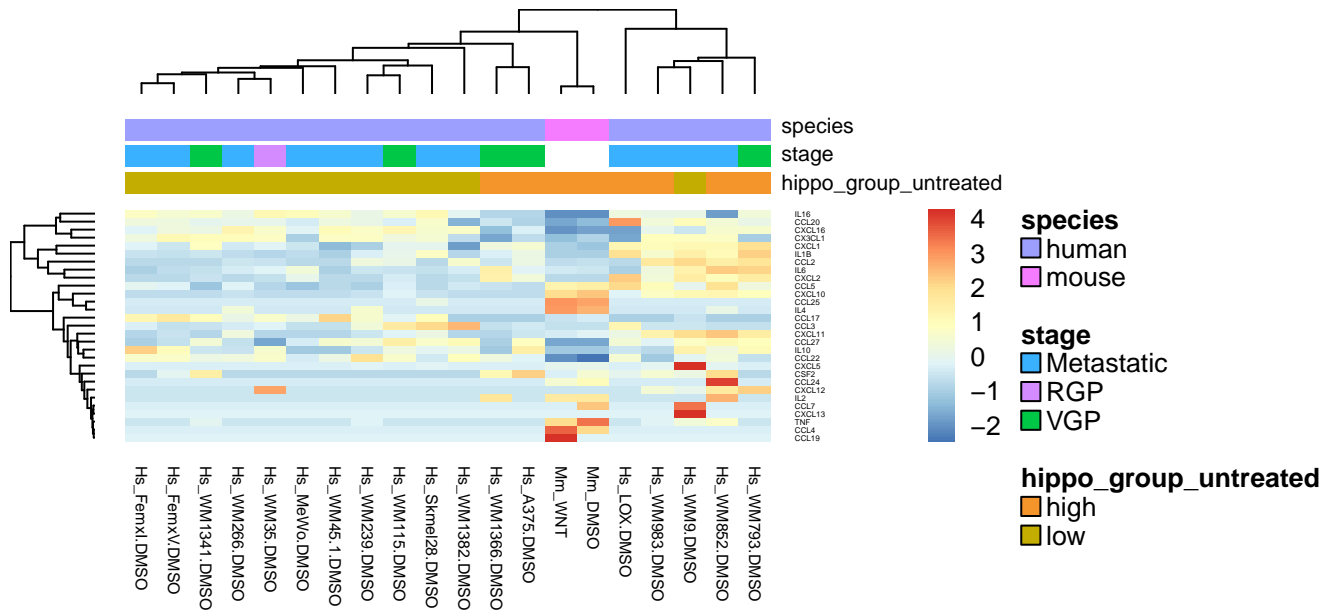 species
stage
hippo_group_untreated
IL16
CCL20
CXCL16
CX3CL1
CXCL1
IL1B
CCL2
IL6
CXCL2
CCL5
CXCL10
CCL25
IL4
CCL17
CCL3
CXCL11
CCL27
IL10
CCL22
CXCL5
CSF2
CCL24
CXCL12
IL2
CCL7
CXCL13
TNF
CCL4
CCL19
4
3
2
1
0
−1
−2
species
human
mouse
stage
Metastatic
RGP
VGP
hippo_group_untreated
high
low
Hs_FemxI.DMSO
Hs_FemxV.DMSO
Hs_WM1341.DMSO
Hs_WM266.DMSO
Hs_WM35.DMSO
Hs_MeWo.DMSO
Hs_WM45.1.DMSO
Hs_WM239.DMSO
Hs_WM115.DMSO
Hs_Skmel28.DMSO
Hs_WM1382.DMSO
Hs_WM1366.DMSO
Hs_A375.DMSO
Mm_WNT
Mm_DMSO
Hs_LOX.DMSO
Hs_WM983.DMSO
Hs_WM9.DMSO
Hs_WM852.DMSO
Hs_WM793.DMSO